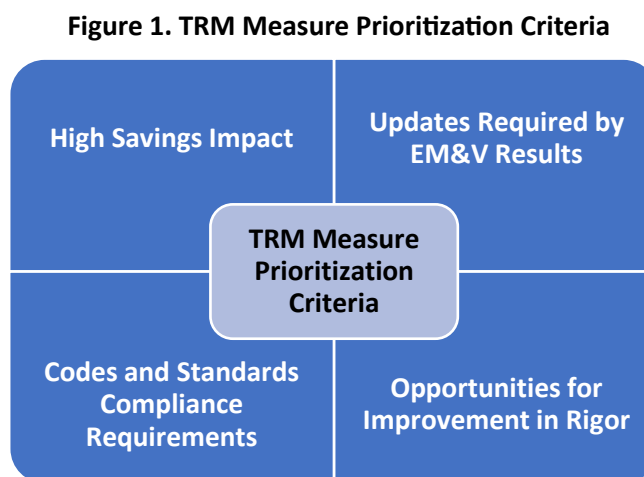 Figure 1. TRM Measure Prioritization Criteria
High Savings Impact
Updates Required by
EM&V Results
TRM Measure
Prioritization
Criteria
Codes and Standards
Compliance
Requirements
Opportunities for
Improvement in Rigor